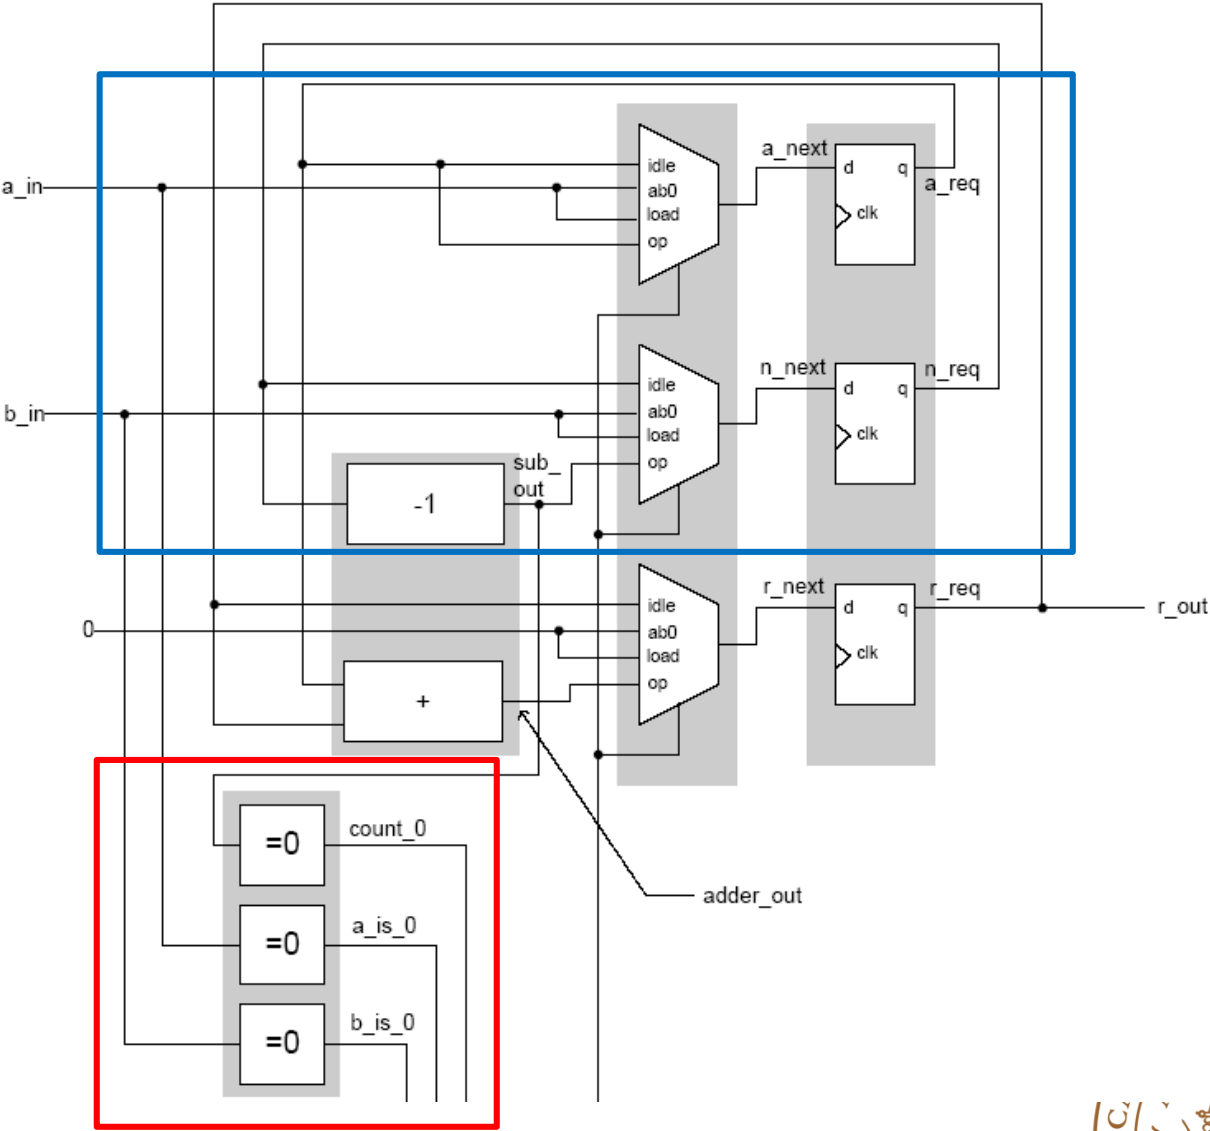 a_in
idle
ab0
load
op
a_next
d
q
clk
a_req
b_in
idle
ab0
load
op
n_next
d
q
clk
n_req
-1
sub_
out
0
idle
ab0
load
op
r_next
d
q
clk
r_req
r_out
+
=0
count_0
adder_out
=0
a_is_0
=0
b_is_0